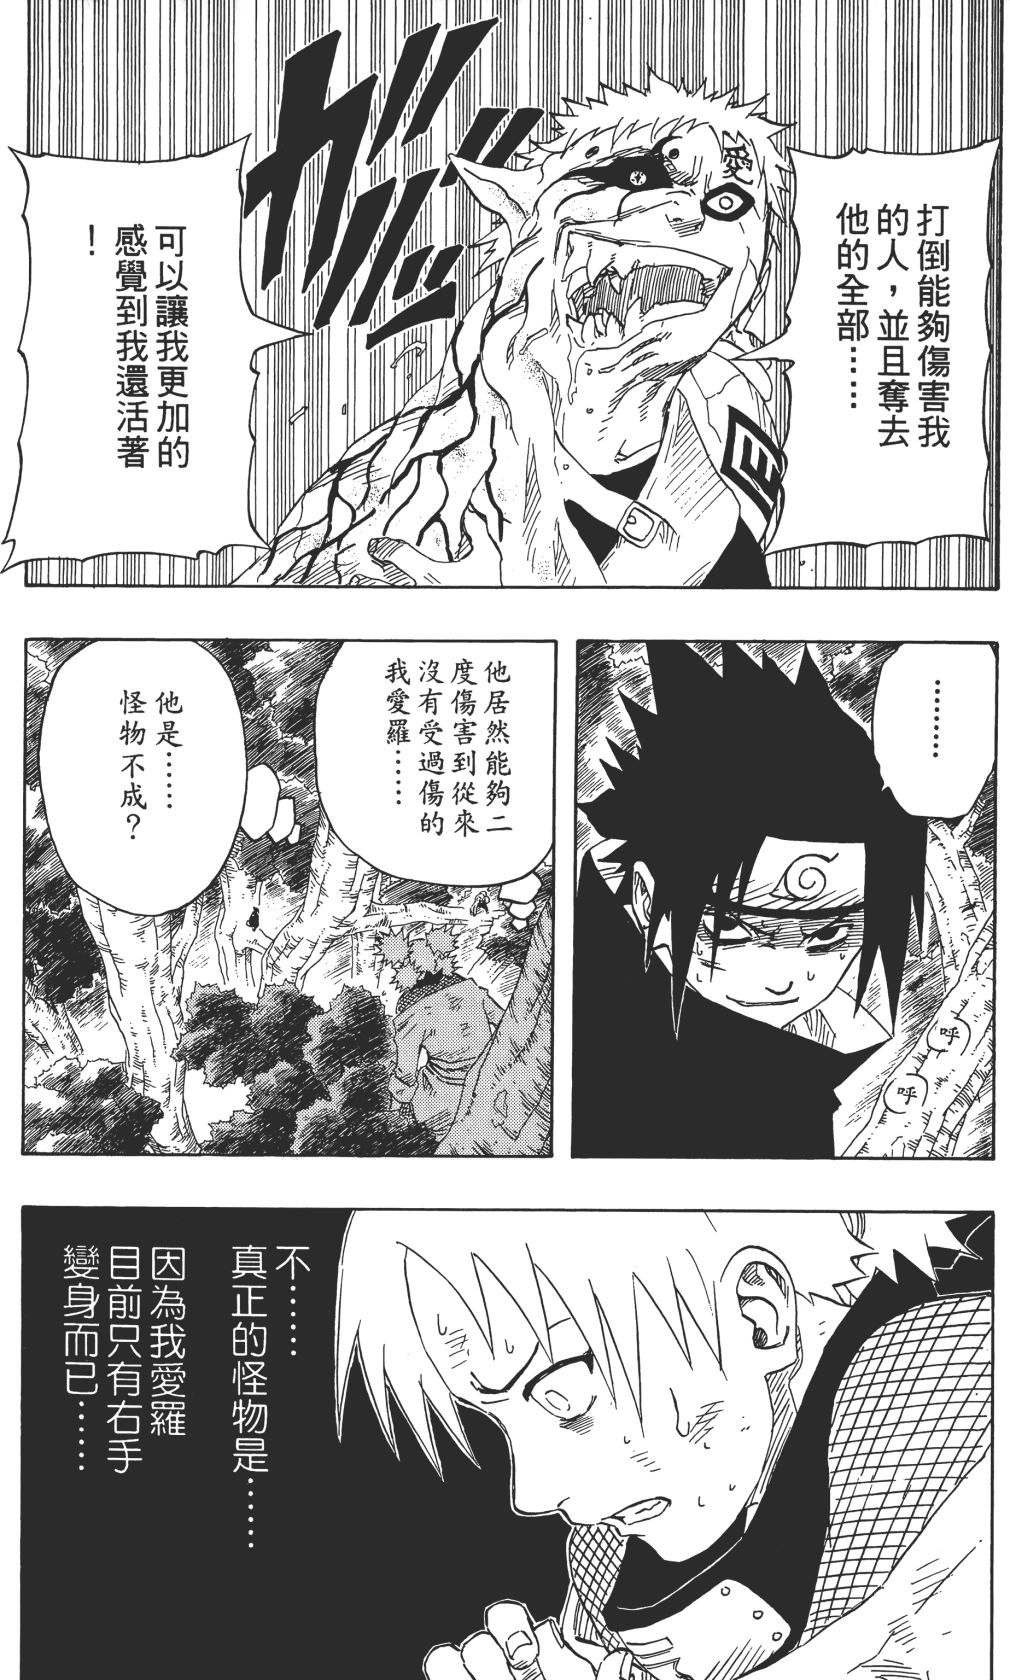 打倒能夠傷害我
的人，並且奪去
他的全部……
愛
ガガッ
可以讓我更加的
感覺到我還活著
！
………
呼
呼
他居然能夠二
度傷害到從來
沒有受過傷的
我愛羅……
他是……
怪物不成？
不……
真正的怪物是……
因為我愛羅
目前只有右手
變身而已……